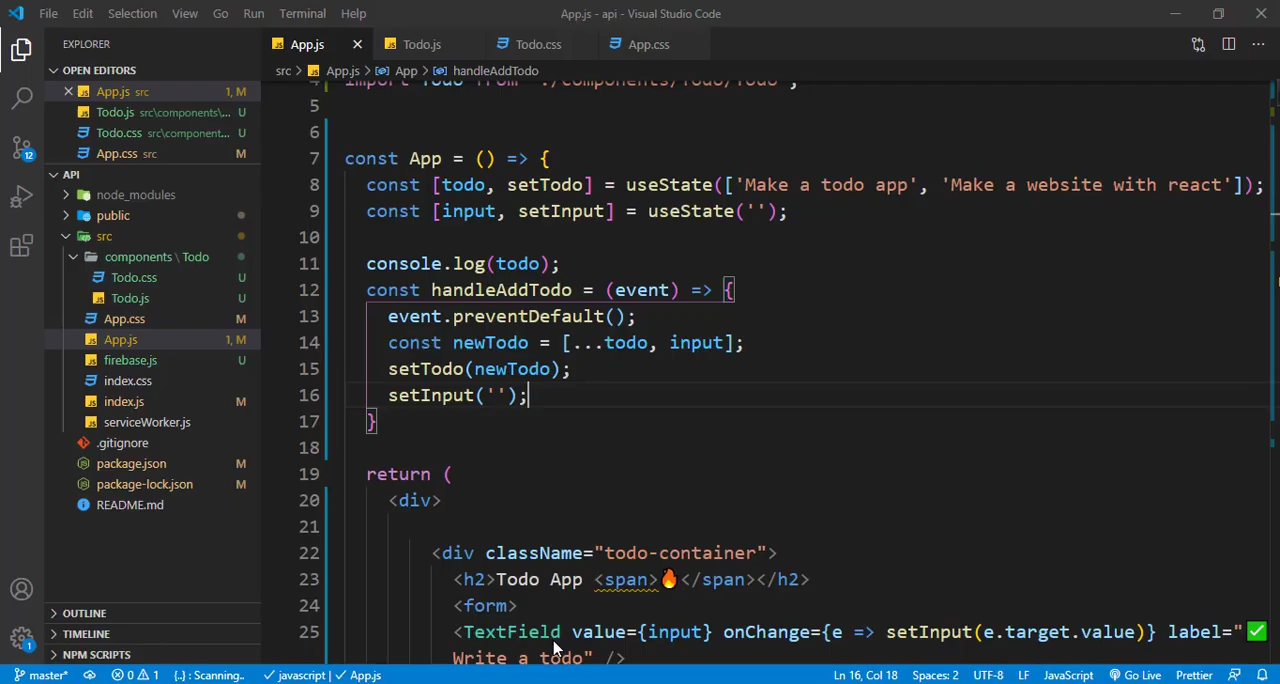 File Edit Selection View Go Run Terminal Help
App.js - api - Visual Studio Code
EXPLORER
App.js
Todo.js
Todo.css
App.css
src > App.js > App > handleAddTodo
OPEN EDITORS
App.js src 1, M
Todo.js src\components\... U
Todo.css src\component... U
App.css src M
API
node_modules
public
src
components \ Todo
Todo.css U
Todo.js U
App.css M
App.js 1, M
firebase.js U
index.css
index.js M
serviceWorker.js
.gitignore
package.json M
package-lock.json M
README.md
OUTLINE
TIMELINE
NPM SCRIPTS
12
1
4 import Todo from './components/Todo/Todo';
5
6
7 const App = () => {
8 const [todo, setTodo] = useState(['Make a todo app', 'Make a website with react']);
9 const [input, setInput] = useState('');
10
11 console.log(todo);
12 const handleAddTodo = (event) => {
13 event.preventDefault();
14 const newTodo = [...todo, input];
15 setTodo(newTodo);
16 setInput('');
17 }
18
19 return (
20 <div>
21
22 <div className="todo-container">
23 <h2>Todo App <span>🔥</span></h2>
24 <form>
25 <TextField value={input} onChange={e => setInput(e.target.value)} label="✅
Write a todo" />
master* 0 1 {..} : Scanning.. javascript | App.js Ln 16, Col 18 Spaces: 2 UTF-8 LF JavaScript Go Live Prettier